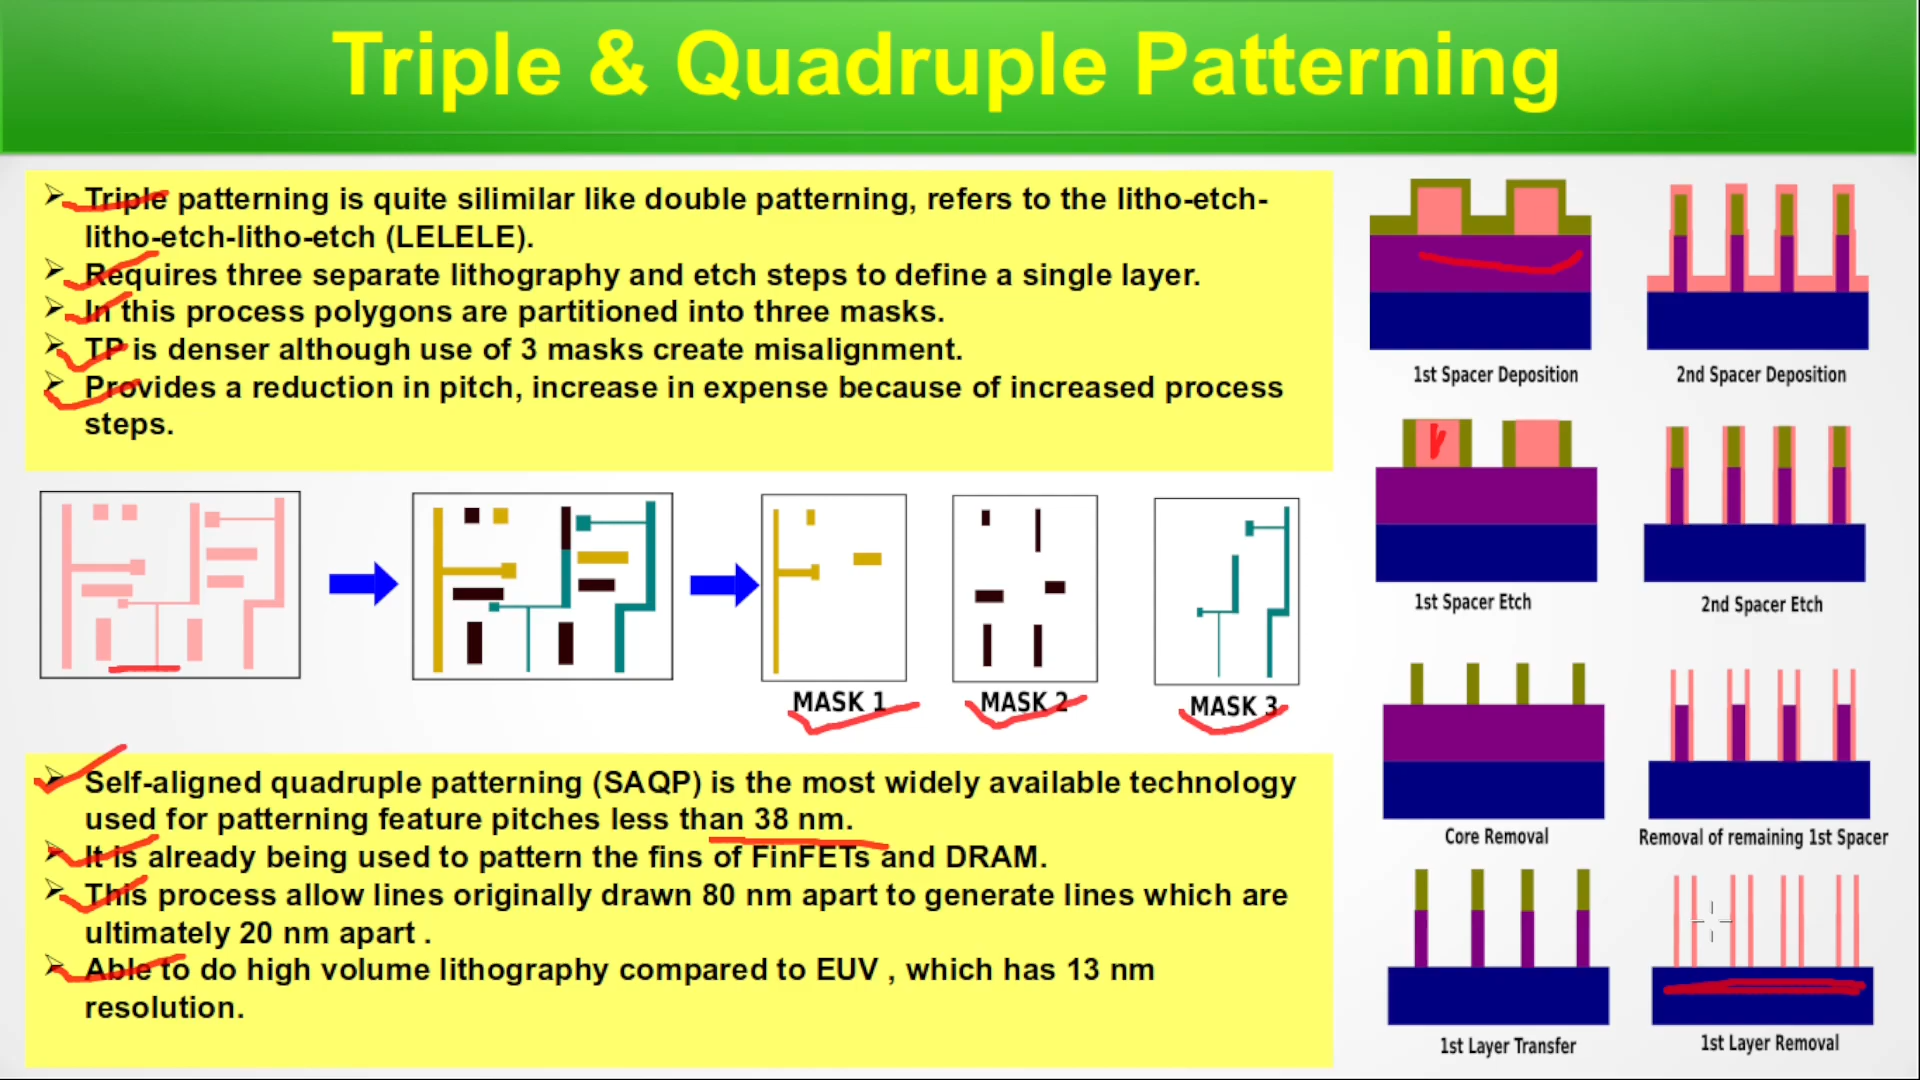 Triple & Quadruple Patterning
Triple patterning is quite silimilar like double patterning, refers to the litho-etch-
litho-etch-litho-etch (LELELE).
Requires three separate lithography and etch steps to define a single layer.
In this process polygons are partitioned into three masks.
TP is denser although use of 3 masks create misalignment.
Provides a reduction in pitch, increase in expense because of increased process
steps.
MASK 1
MASK 2
MASK 3
Self-aligned quadruple patterning (SAQP) is the most widely available technology
used for patterning feature pitches less than 38 nm.
It is already being used to pattern the fins of FinFETs and DRAM.
This process allow lines originally drawn 80 nm apart to generate lines which are
ultimately 20 nm apart .
Able to do high volume lithography compared to EUV , which has 13 nm
resolution.
1st Spacer Deposition
2nd Spacer Deposition
1st Spacer Etch
2nd Spacer Etch
Core Removal
Removal of remaining 1st Spacer
1st Layer Transfer
1st Layer Removal